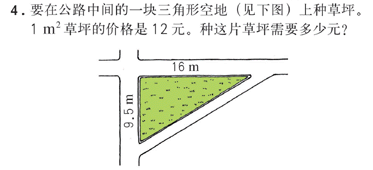 4.要在公路中间的一块三角形空地（见下图）上种草坪。
1 m² 草坪的价格是 12 元。种这片草坪需要多少元?
16 m
9.5 m